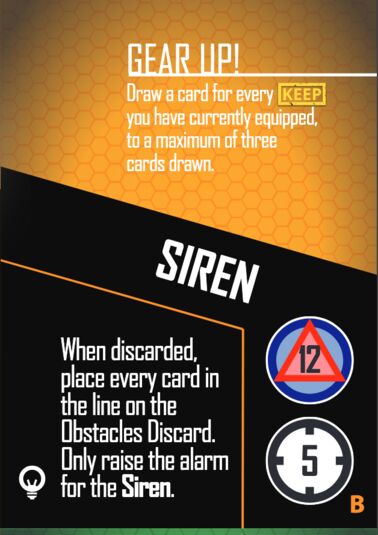 GEAR UP!
Draw a card for every KEEP
you have currently equipped,
to a maximum of three
cards drawn.
SIREN
When discarded,
place every card in
the line on the
Obstacles Discard.
Only raise the alarm
for the Siren.
12
5
B